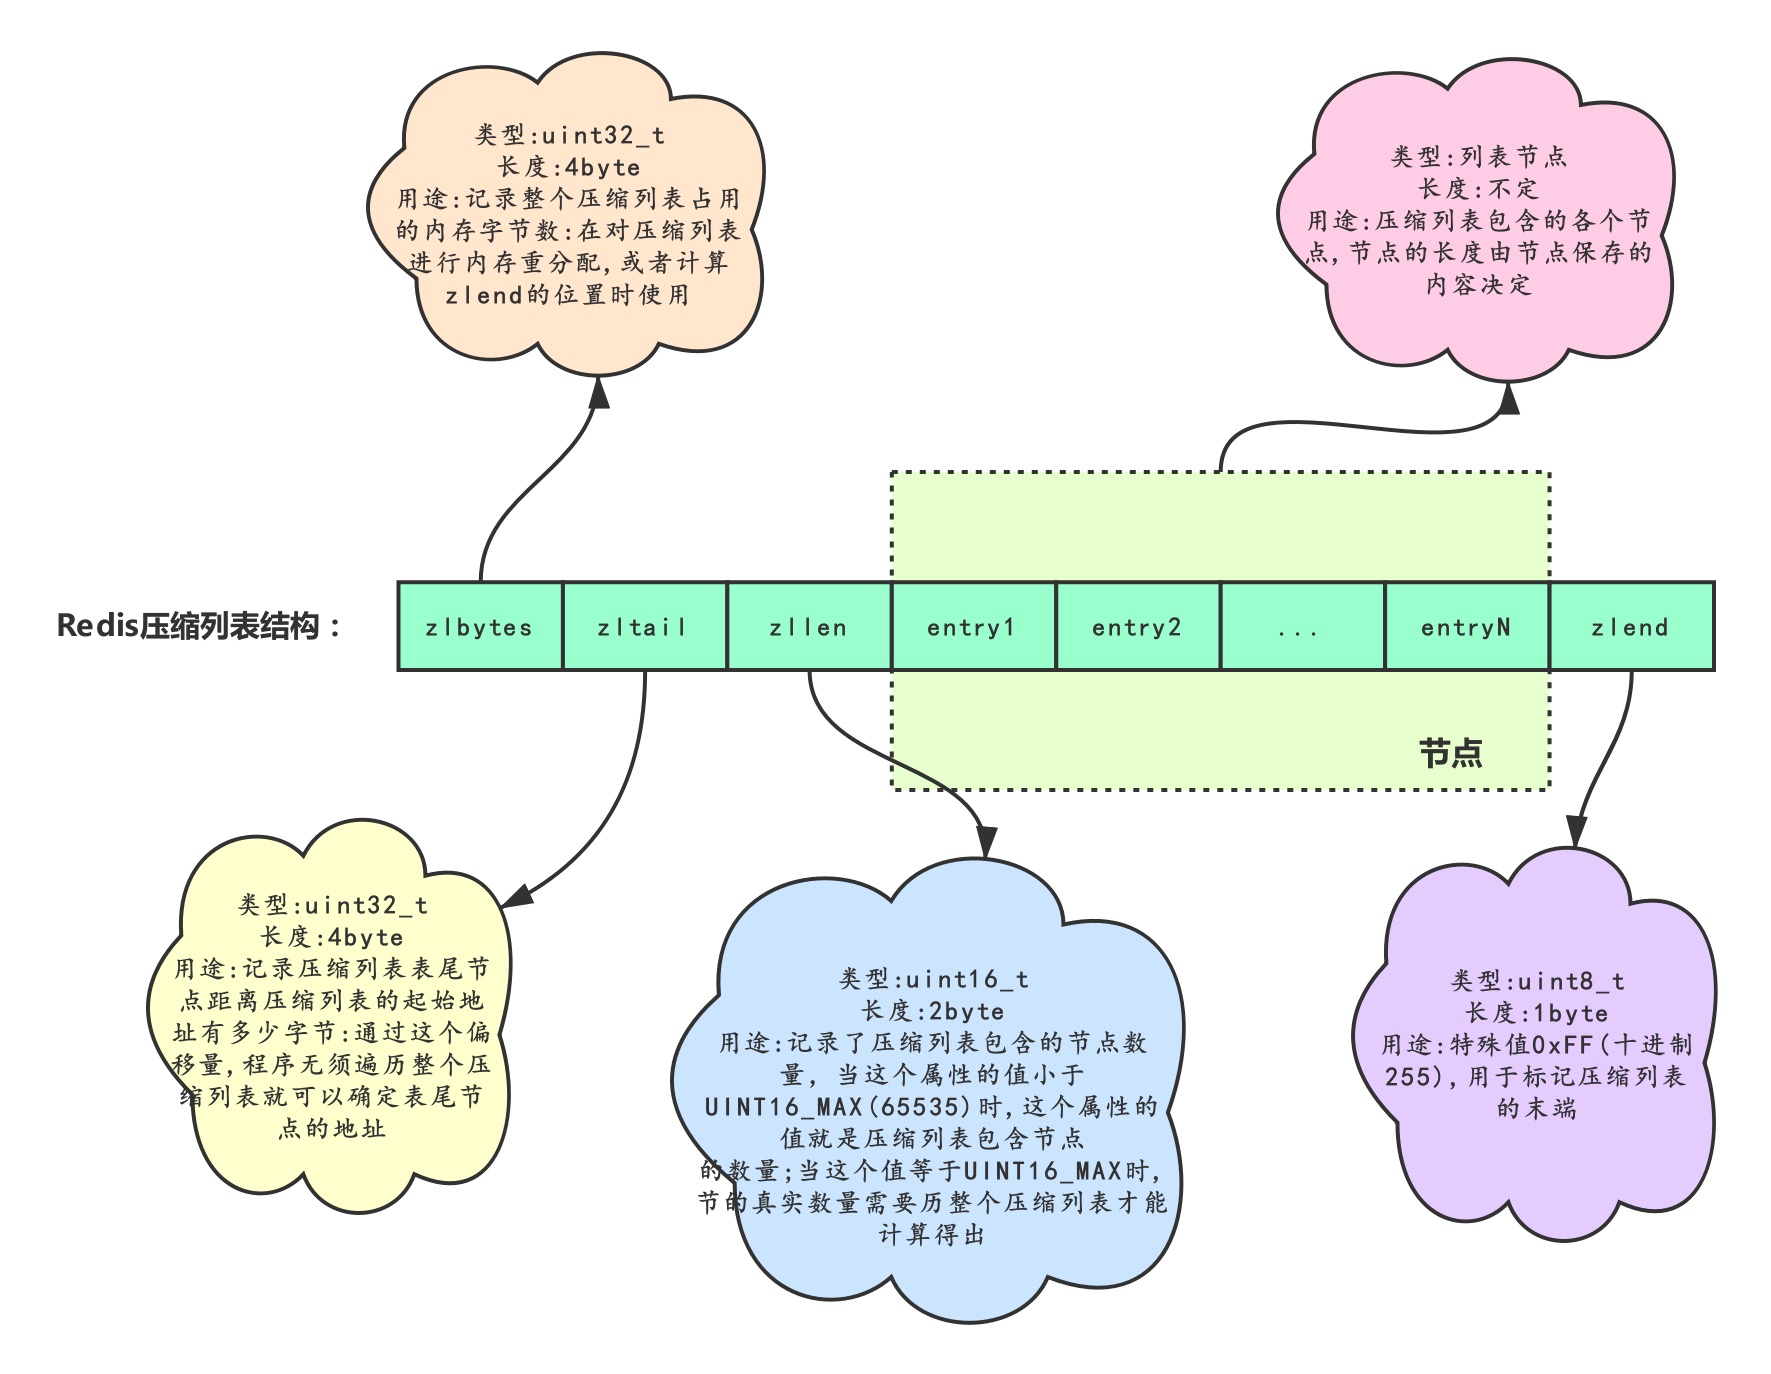 类型:uint32_t
长度:4byte
用途:记录整个压缩列表占用
的内存字节数:在对压缩列表
进行内存重分配,或者计算
zlend的位置时使用
类型:列表节点
长度:不定
用途:压缩列表包含的各个节
点,节点的长度由节点保存的
内容决定
Redis压缩列表结构：
zlbytes
zltail
zllen
entry1
entry2
...
entryN
zlend
节点
类型:uint32_t
长度:4byte
用途:记录压缩列表表尾节
点距离压缩列表的起始地
址有多少字节:通过这个偏
移量,程序无须遍历整个压
缩列表就可以确定表尾节
点的地址
类型:uint16_t
长度:2byte
用途:记录了压缩列表包含的节点数
量, 当这个属性的值小于
UINT16_MAX(65535)时,这个属性的
值就是压缩列表包含节点
的数量;当这个值等于UINT16_MAX时,
节的真实数量需要历整个压缩列表才能
计算得出
类型:uint8_t
长度:1byte
用途:特殊值0xFF(十进制
255),用于标记压缩列表
的末端